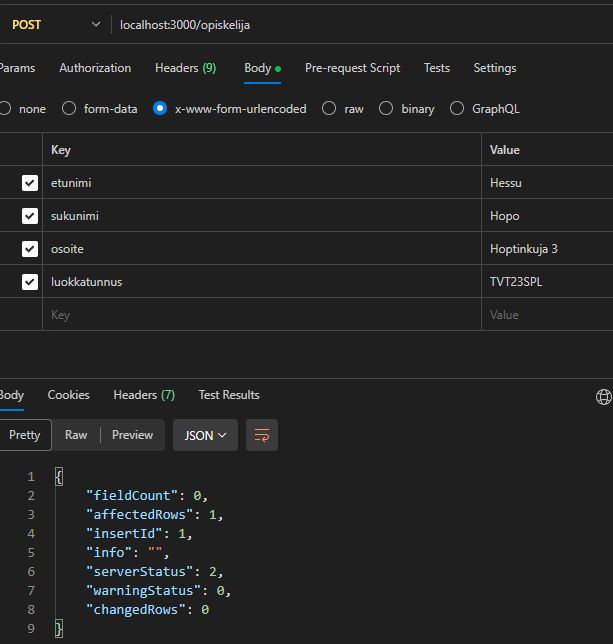 POST localhost:3000/opiskelija
Params Authorization Headers (9) Body Pre-request Script Tests Settings
none form-data x-www-form-urlencoded raw binary GraphQL
Key Value
etunimi Hessu
sukunimi Hopo
osoite Hoptinkuja 3
luokkatunnus TVT23SPL
Key Value
Body Cookies Headers (7) Test Results
Pretty Raw Preview JSON
1 {
2 "fieldCount": 0,
3 "affectedRows": 1,
4 "insertId": 1,
5 "info": "",
6 "serverStatus": 2,
7 "warningStatus": 0,
8 "changedRows": 0
9 }